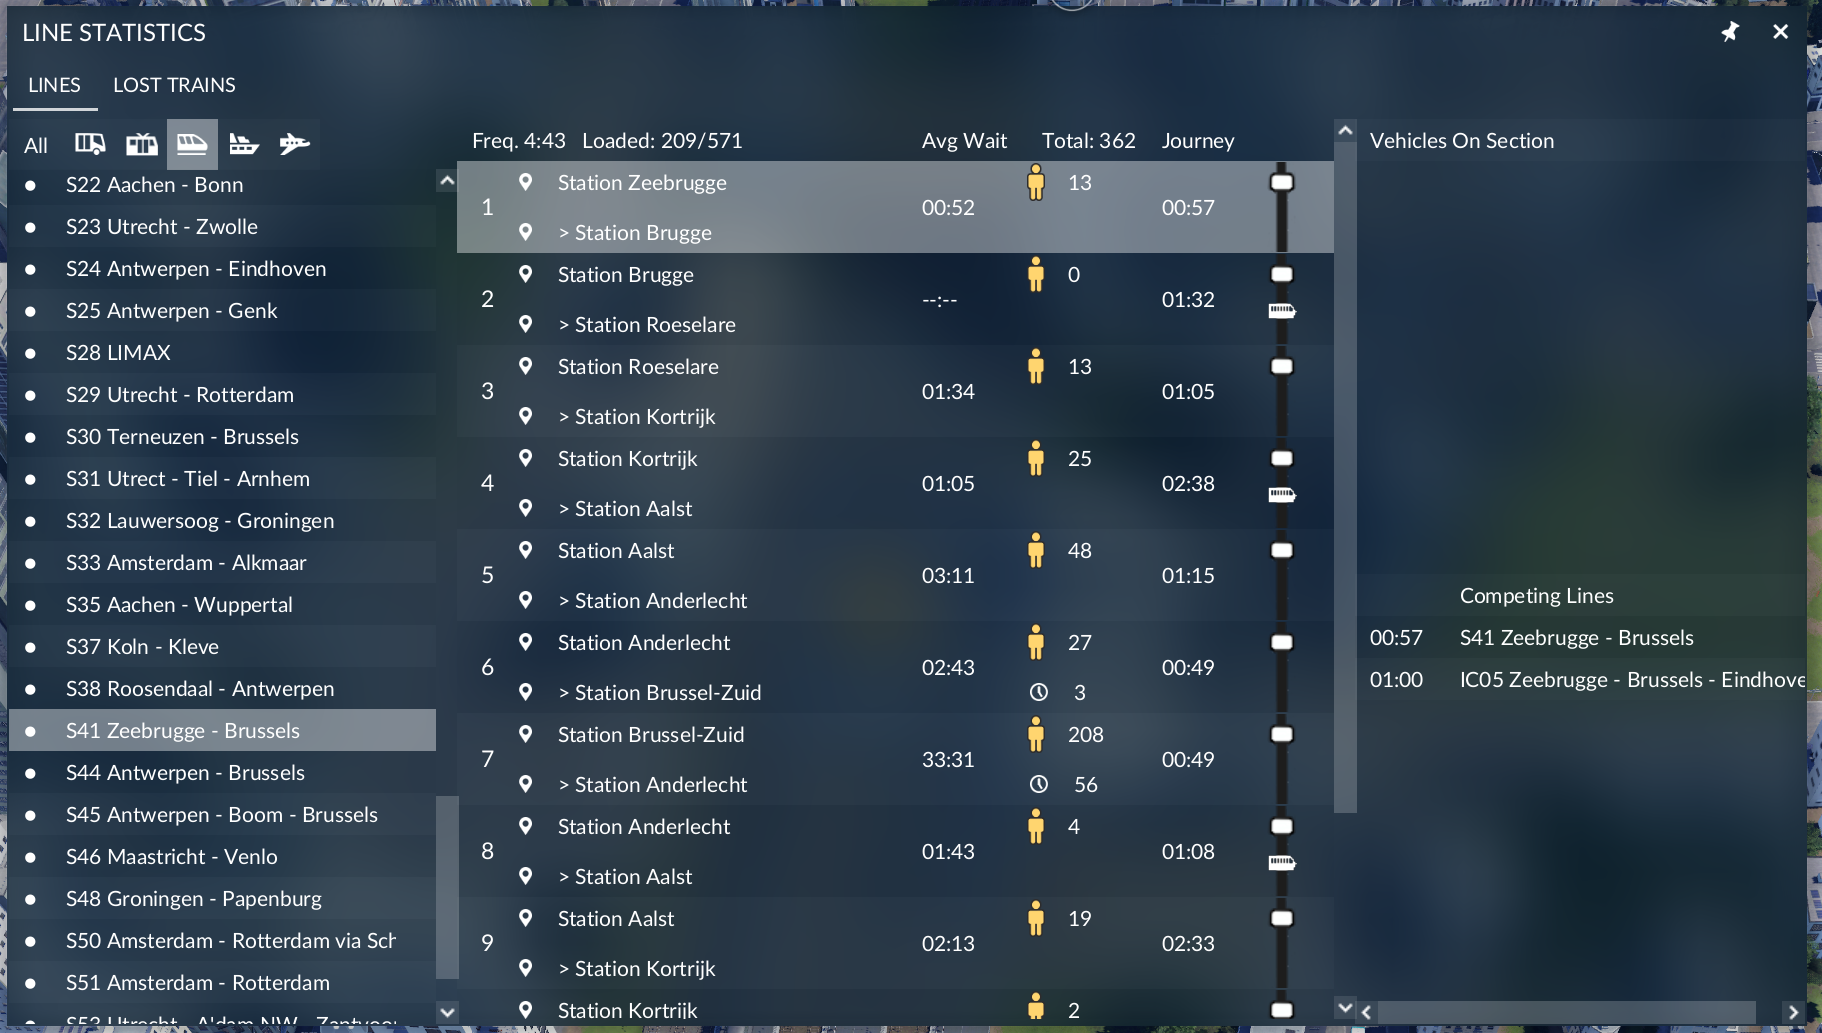 LINE STATISTICS
LINES LOST TRAINS
All
S22 Aachen - Bonn
S23 Utrecht - Zwolle
S24 Antwerpen - Eindhoven
S25 Antwerpen - Genk
S28 LIMAX
S29 Utrecht - Rotterdam
S30 Terneuzen - Brussels
S31 Utrect - Tiel - Arnhem
S32 Lauwersoog - Groningen
S33 Amsterdam - Alkmaar
S35 Aachen - Wuppertal
S37 Koln - Kleve
S38 Roosendaal - Antwerpen
S41 Zeebrugge - Brussels
S44 Antwerpen - Brussels
S45 Antwerpen - Boom - Brussels
S46 Maastricht - Venlo
S48 Groningen - Papenburg
S50 Amsterdam - Rotterdam via Sch
S51 Amsterdam - Rotterdam
S53 Utrecht - A'dam NW -
Freq. 4:43 Loaded: 209/571 Avg Wait Total: 362 Journey
1 Station Zeebrugge 13
00:52 00:57
> Station Brugge
2 Station Brugge 0
--:-- 01:32
> Station Roeselare
3 Station Roeselare 13
01:34 01:05
> Station Kortrijk
4 Station Kortrijk 25
01:05 02:38
> Station Aalst
5 Station Aalst 48
03:11 01:15
> Station Anderlecht
6 Station Anderlecht 27
02:43 00:49
> Station Brussel-Zuid 3
7 Station Brussel-Zuid 208
33:31 00:49
> Station Anderlecht 56
8 Station Anderlecht 4
01:43 01:08
> Station Aalst
9 Station Aalst 19
02:13 02:33
> Station Kortrijk
Station Kortrijk 2
Vehicles On Section
Competing Lines
00:57 S41 Zeebrugge - Brussels
01:00 IC05 Zeebrugge - Brussels - Eindhove